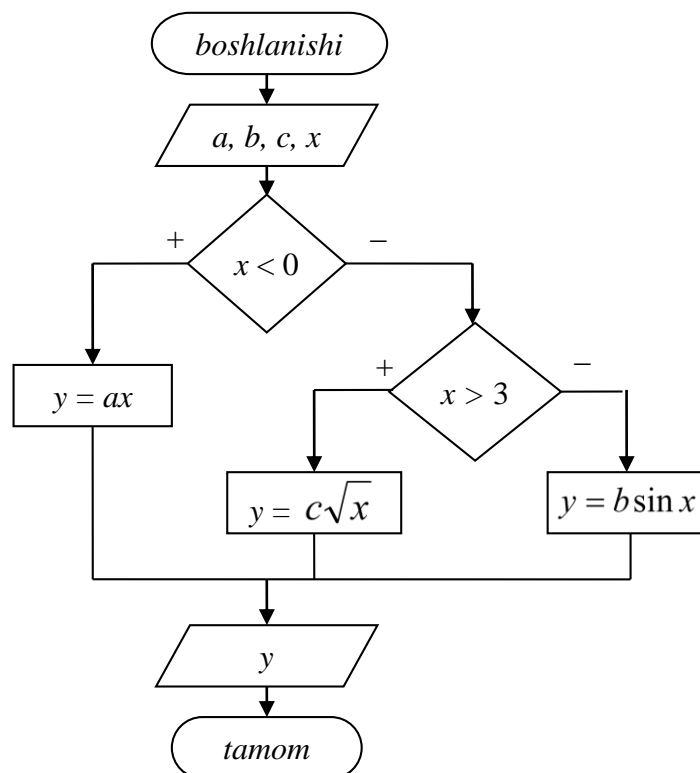 boshlanishi
a, b, c, x
+
−
x < 0
+
−
x > 3
y = ax
y = c√x
y = b sin x
y
tamom